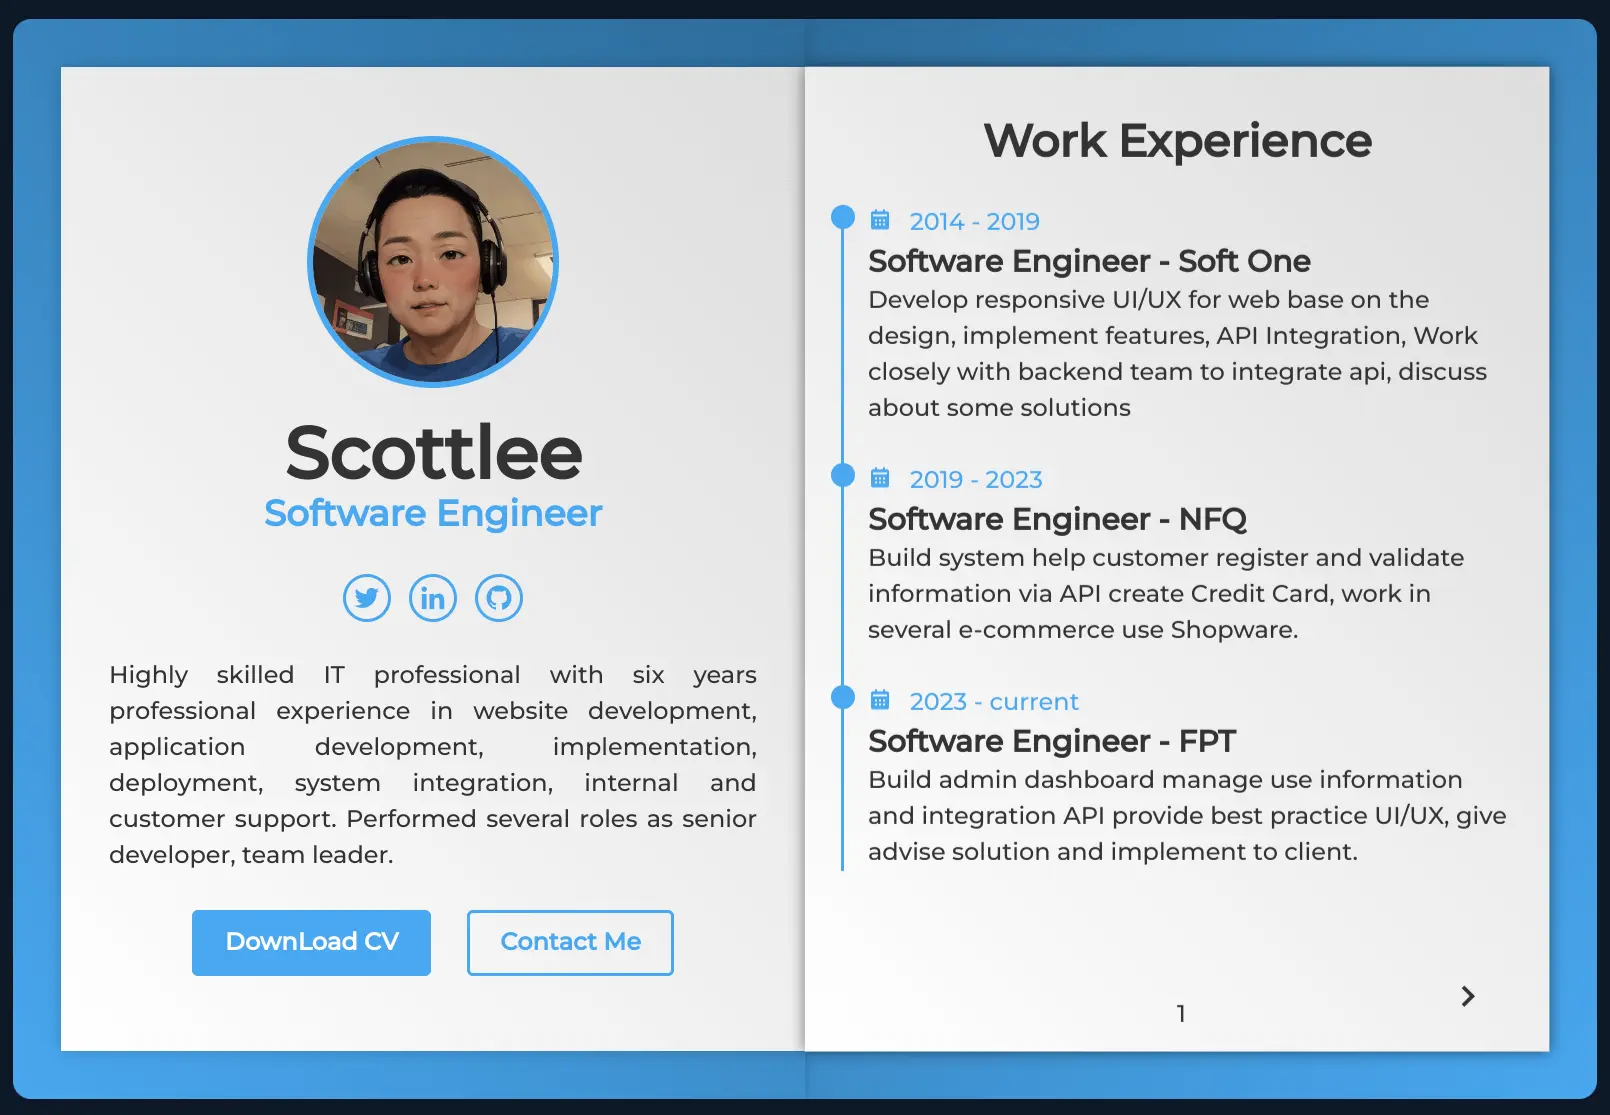 Scottlee
Software Engineer
in
Highly skilled IT professional with six years
professional experience in website development,
application development, implementation,
deployment, system integration, internal and
customer support. Performed several roles as senior
developer, team leader.
DownLoad CV
Contact Me
Work Experience
2014 - 2019
Software Engineer - Soft One
Develop responsive UI/UX for web base on the
design, implement features, API Integration, Work
closely with backend team to integrate api, discuss
about some solutions
2019 - 2023
Software Engineer - NFQ
Build system help customer register and validate
information via API create Credit Card, work in
several e-commerce use Shopware.
2023 - current
Software Engineer - FPT
Build admin dashboard manage use information
and integration API provide best practice UI/UX, give
advise solution and implement to client.
1